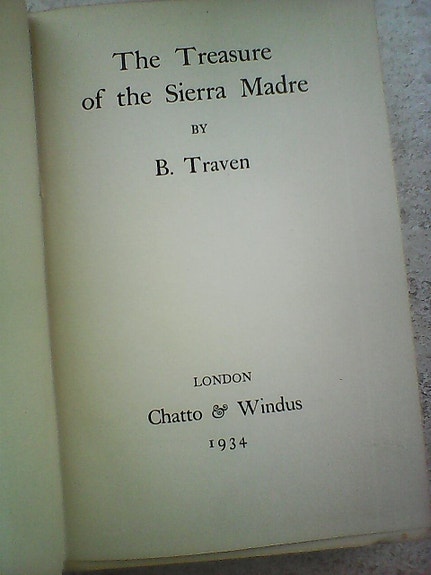 The Treasure
of the Sierra Madre
BY
B. Traven
LONDON
Chatto & Windus
1934